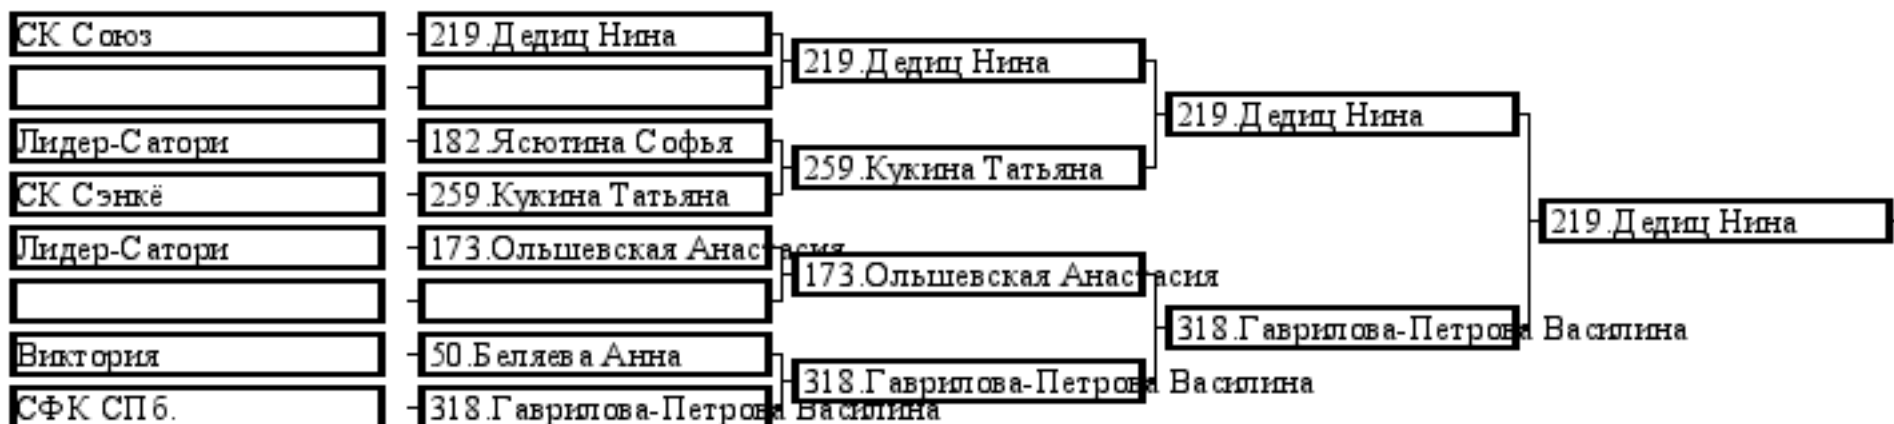 СК Союз
219.Дедиц Нина
219.Дедиц Нина
219.Дедиц Нина
Лидер-Сатори
182.Ясютина Софья
259.Кукина Татьяна
СК Сэнкё
259.Кукина Татьяна
219.Дедиц Нина
Лидер-Сатори
173.Ольшевская Анастасия
173.Ольшевская Анастасия
318.Гаврилова-Петрова Василина
Виктория
50.Беляева Анна
318.Гаврилова-Петрова Василина
СФК СПб.
318.Гаврилова-Петрова Василина